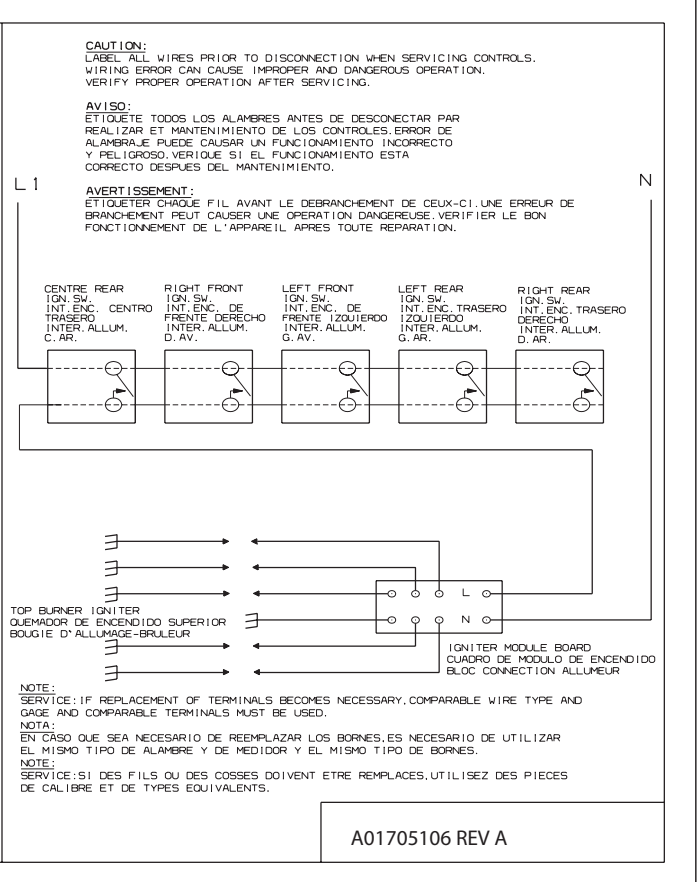 CAUTION:
LABEL ALL WIRES PRIOR TO DISCONNECTION WHEN SERVICING CONTROLS.
WIRING ERROR CAN CAUSE IMPROPER AND DANGEROUS OPERATION.
VERIFY PROPER OPERATION AFTER SERVICING.
AVISO:
ETIQUETE TODOS LOS ALAMBRES ANTES DE DESCONECTAR PAR
REALIZAR ET MANTENIMIENTO DE LOS CONTROLES.ERROR DE
ALAMBRAJE PUEDE CAUSAR UN FUNCIONAMIENTO INCORRECTO
Y PELIGROSO.VERIQUE SI EL FUNCIONAMIENTO ESTA
CORRECTO DESPUES DEL MANTENIMIENTO.
L1
N
AVERTISSEMENT:
ETIQUETER CHAQUE FIL AVANT LE DEBRANCHEMENT DE CEUX-CI.UNE ERREUR DE
BRANCHEMENT PEUT CAUSER UNE OPERATION DANGEREUSE.VERIFIER LE BON
FONCTIONNEMENT DE L'APPAREIL APRES TOUTE REPARATION.
CENTRE REAR
IGN.SW.
INT.ENC. CENTRO
TRASERO
INTER.ALLUM.
C.AR.
RIGHT FRONT
IGN.SW.
INT.ENC. DE
FRENTE DERECHO
INTER.ALLUM.
D.AV.
LEFT FRONT
IGN.SW.
INT.ENC. DE
FRENTE IZQUIERDO
INTER.ALLUM.
G.AV.
LEFT REAR
IGN.SW.
INT.ENC.TRASERO
IZQUIERDO
INTER.ALLUM.
G.AR.
RIGHT REAR
IGN.SW.
INT.ENC.TRASERO
DERECHO
INTER.ALLUM.
D.AR.
L
N
TOP BURNER IGNITER
QUEMADOR DE ENCENDIDO SUPERIOR
BOUGIE D'ALLUMAGE-BRULEUR
IGNITER MODULE BOARD
CUADRO DE MODULO DE ENCENDIDO
BLOC CONNECTION ALLUMEUR
NOTE:
SERVICE:IF REPLACEMENT OF TERMINALS BECOMES NECESSARY,COMPARABLE WIRE TYPE AND
GAGE AND COMPARABLE TERMINALS MUST BE USED.
NOTA:
EN CASO QUE SEA NECESARIO DE REEMPLAZAR LOS BORNES,ES NECESARIO DE UTILIZAR
EL MISMO TIPO DE ALAMBRE Y DE MEDIDOR Y EL MISMO TIPO DE BORNES.
NOTE:
SERVICE:SI DES FILS OU DES COSSES DOIVENT ETRE REMPLACES,UTILISEZ DES PIECES
DE CALIBRE ET DE TYPES EQUIVALENTS.
A01705106 REV A